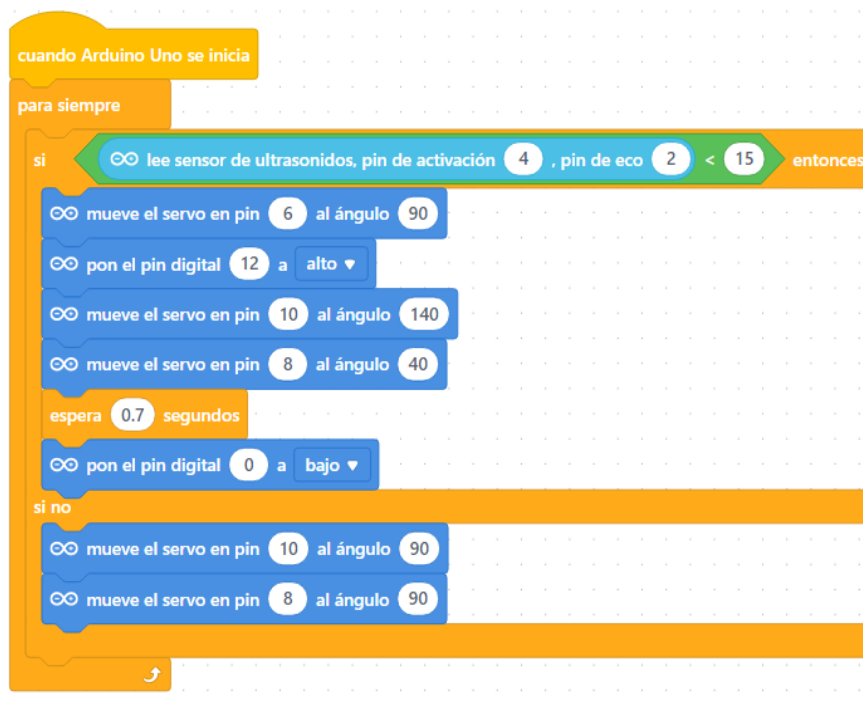 cuando Arduino Uno se inicia
para siempre
si lee sensor de ultrasonidos, pin de activación 4 , pin de eco 2 < 15 entonces
mueve el servo en pin 6 al ángulo 90
pon el pin digital 12 a alto
mueve el servo en pin 10 al ángulo 140
mueve el servo en pin 8 al ángulo 40
espera 0.7 segundos
pon el pin digital 0 a bajo
si no
mueve el servo en pin 10 al ángulo 90
mueve el servo en pin 8 al ángulo 90